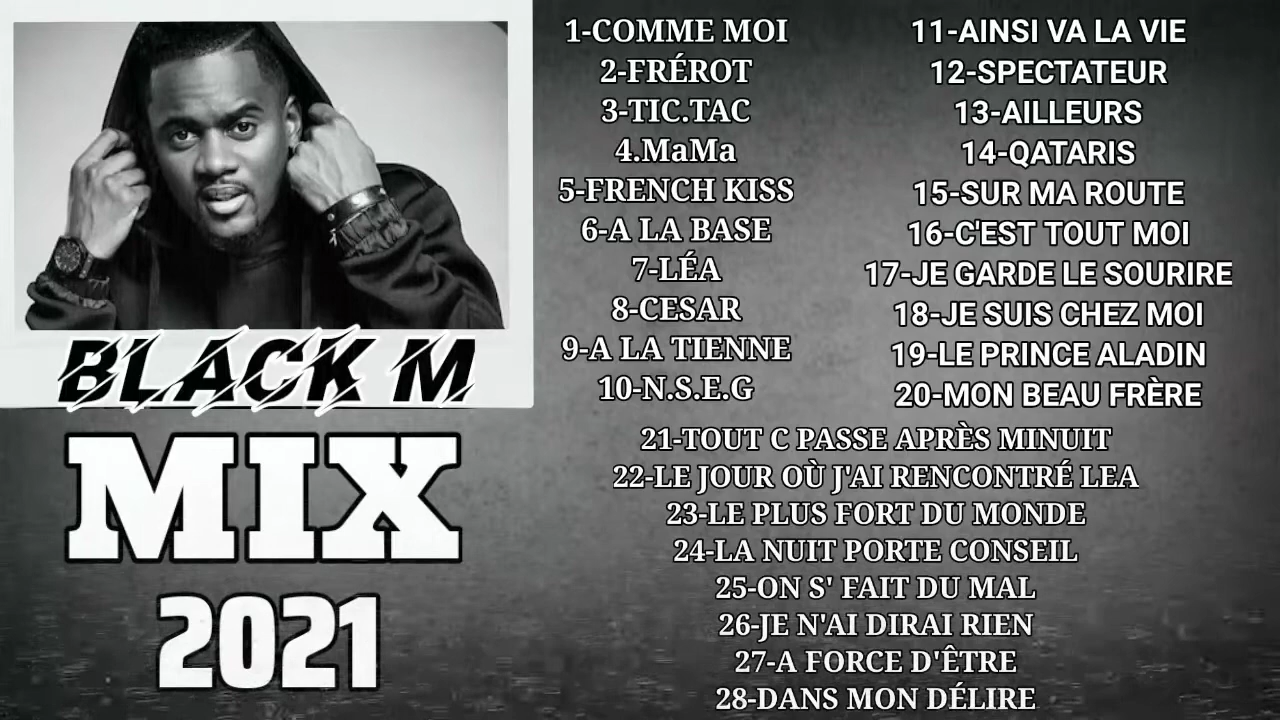 BLACK M
MIX
2021
1-COMME MOI
2-FRÉROT
3-TIC.TAC
4.MaMa
5-FRENCH KISS
6-A LA BASE
7-LÉA
8-CESAR
9-A LA TIENNE
10-N.S.E.G
11-AINSI VA LA VIE
12-SPECTATEUR
13-AILLEURS
14-QATARIS
15-SUR MA ROUTE
16-C'EST TOUT MOI
17-JE GARDE LE SOURIRE
18-JE SUIS CHEZ MOI
19-LE PRINCE ALADIN
20-MON BEAU FRÈRE
21-TOUT C PASSE APRÈS MINUIT
22-LE JOUR OÙ J'AI RENCONTRÉ LEA
23-LE PLUS FORT DU MONDE
24-LA NUIT PORTE CONSEIL
25-ON S' FAIT DU MAL
26-JE N'AI DIRAI RIEN
27-A FORCE D'ÊTRE
28-DANS MON DÉLIRE